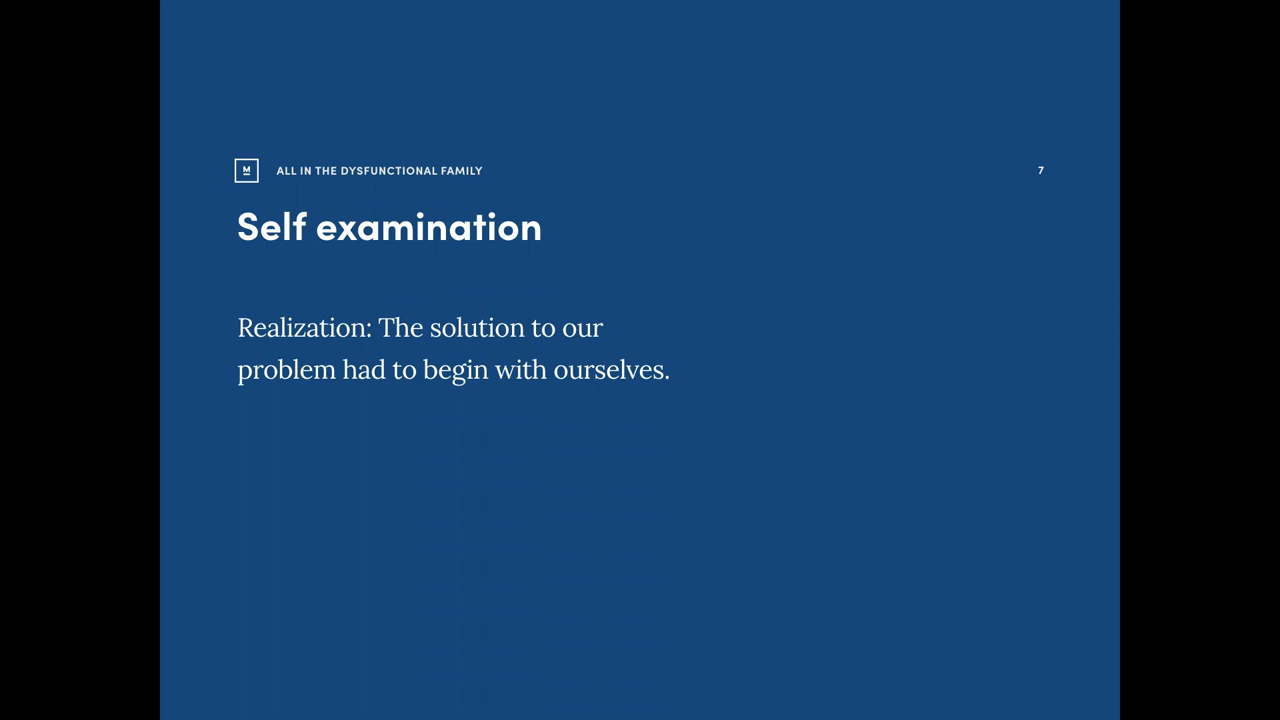 M
ALL IN THE DYSFUNCTIONAL FAMILY
7
Self examination
Realization: The solution to our
problem had to begin with ourselves.